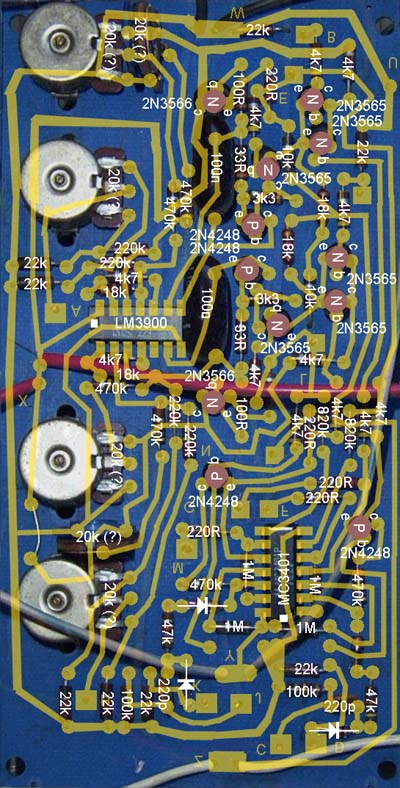 W
20k (?)
20k (?)
22k
B
4k7
4k7
U
100R
220R
2N3566
N
b
c
e
E
4k7
N
2N3565
2N3565
N
22k
100n
33R
10k
N
2N3565
20k (?)
470k
470k
3k3
18k
4k7
P
2N4248
2N4248
18k
220k
220k
22k
22k
4k7
18k
P
N
2N3565
A
100n
3k3
10k
N
2N3565
LM3900
33R
N
2N3565
4k7
18k
470k
4k7
4k7
L
X
2N3566
N
100R
220k
220k
470k
4k7
220R
820k
4k7
820k
4k7
4k7
20k (?)
N
P
2N4248
220R
220R
F
20k (?)
220R
P
2N4248
M
MC3401
1M
1M
470k
470k
20k (?)
47k
1M
1M
Y
22k
22k
22k
100k
22k
220p
J
100k
220p
47k
C
D
Z